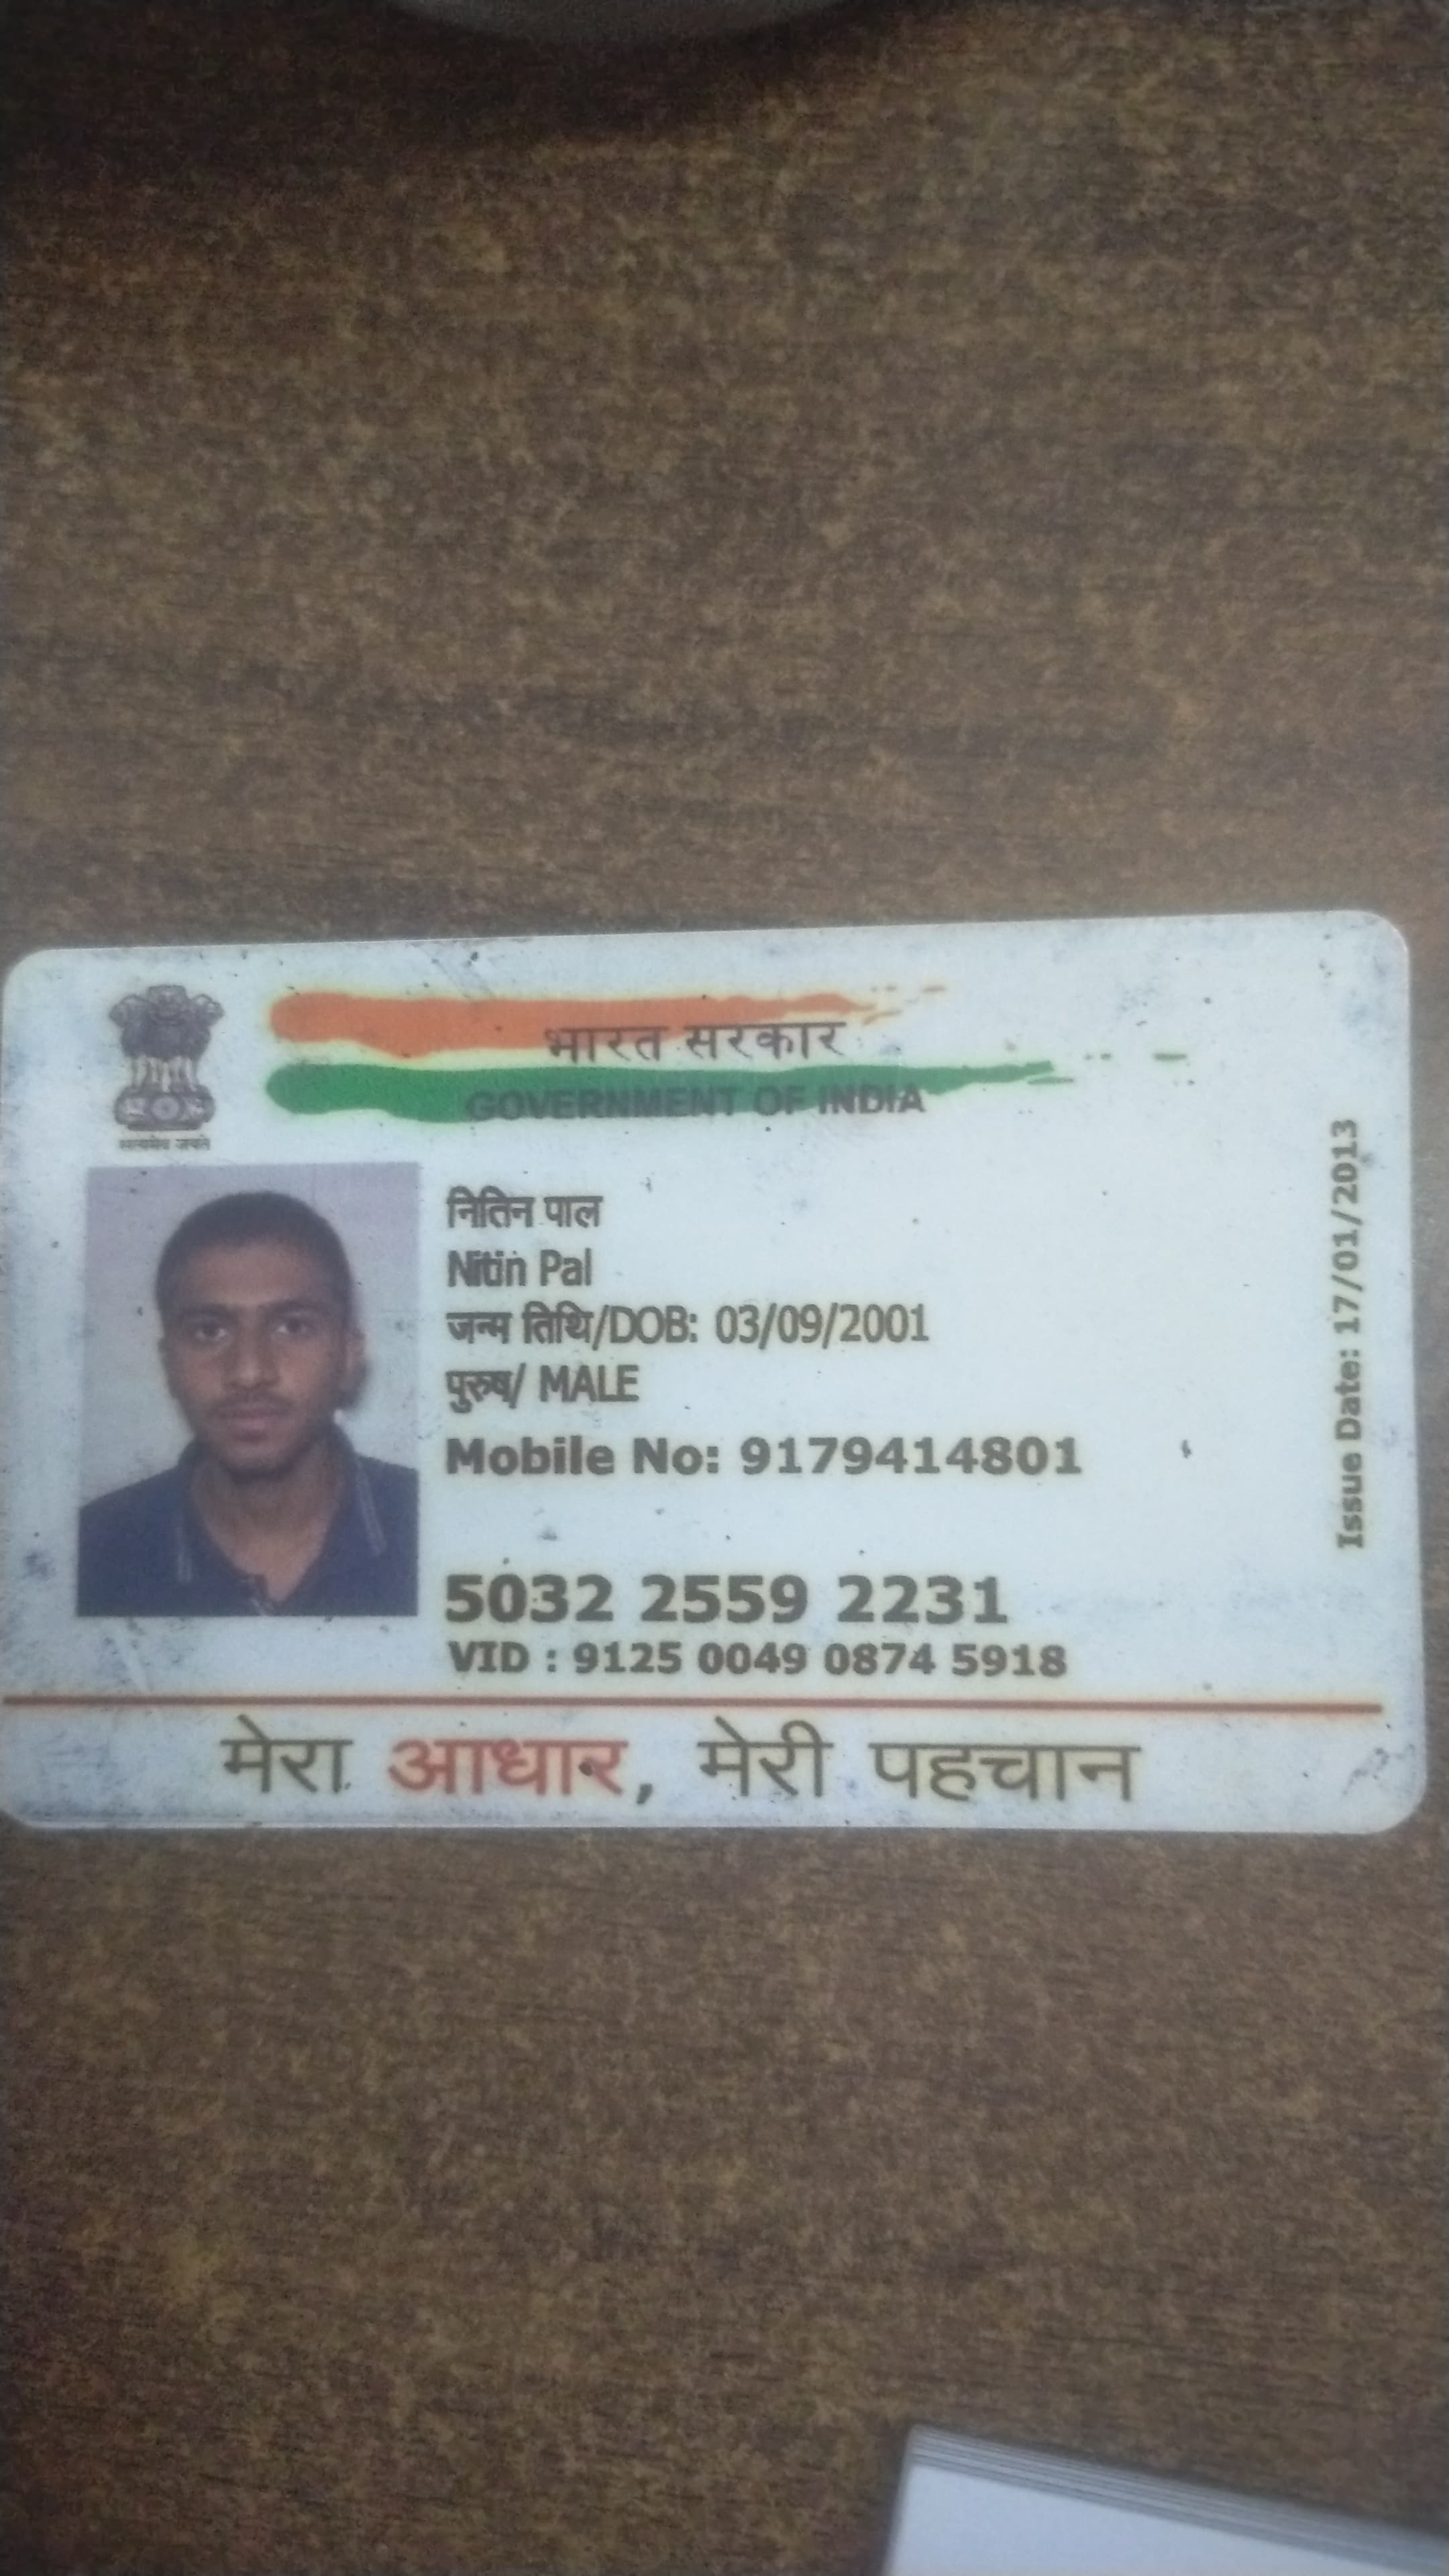 भारत सरकार
GOVERNMENT OF INDIA
सत्यमेव जयते
नितिन पाल
Nitin Pal
जन्म तिथि/DOB: 03/09/2001
पुरुष/ MALE
Mobile No: 9179414801
5032 2559 2231
VID : 9125 0049 0874 5918
Issue Date: 17/01/2013
मेरा आधार, मेरी पहचान